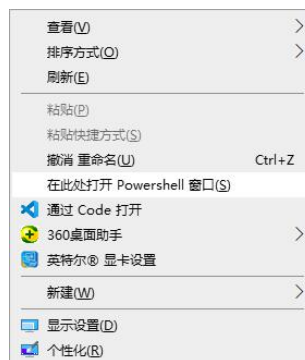 查看(V)
排序方式(O)
刷新(E)
粘贴(P)
粘贴快捷方式(S)
撤消 重命名(U) Ctrl+Z
在此处打开 Powershell 窗口(S)
通过 Code 打开
360桌面助手
英特尔® 显卡设置
新建(W)
显示设置(D)
个性化(R)